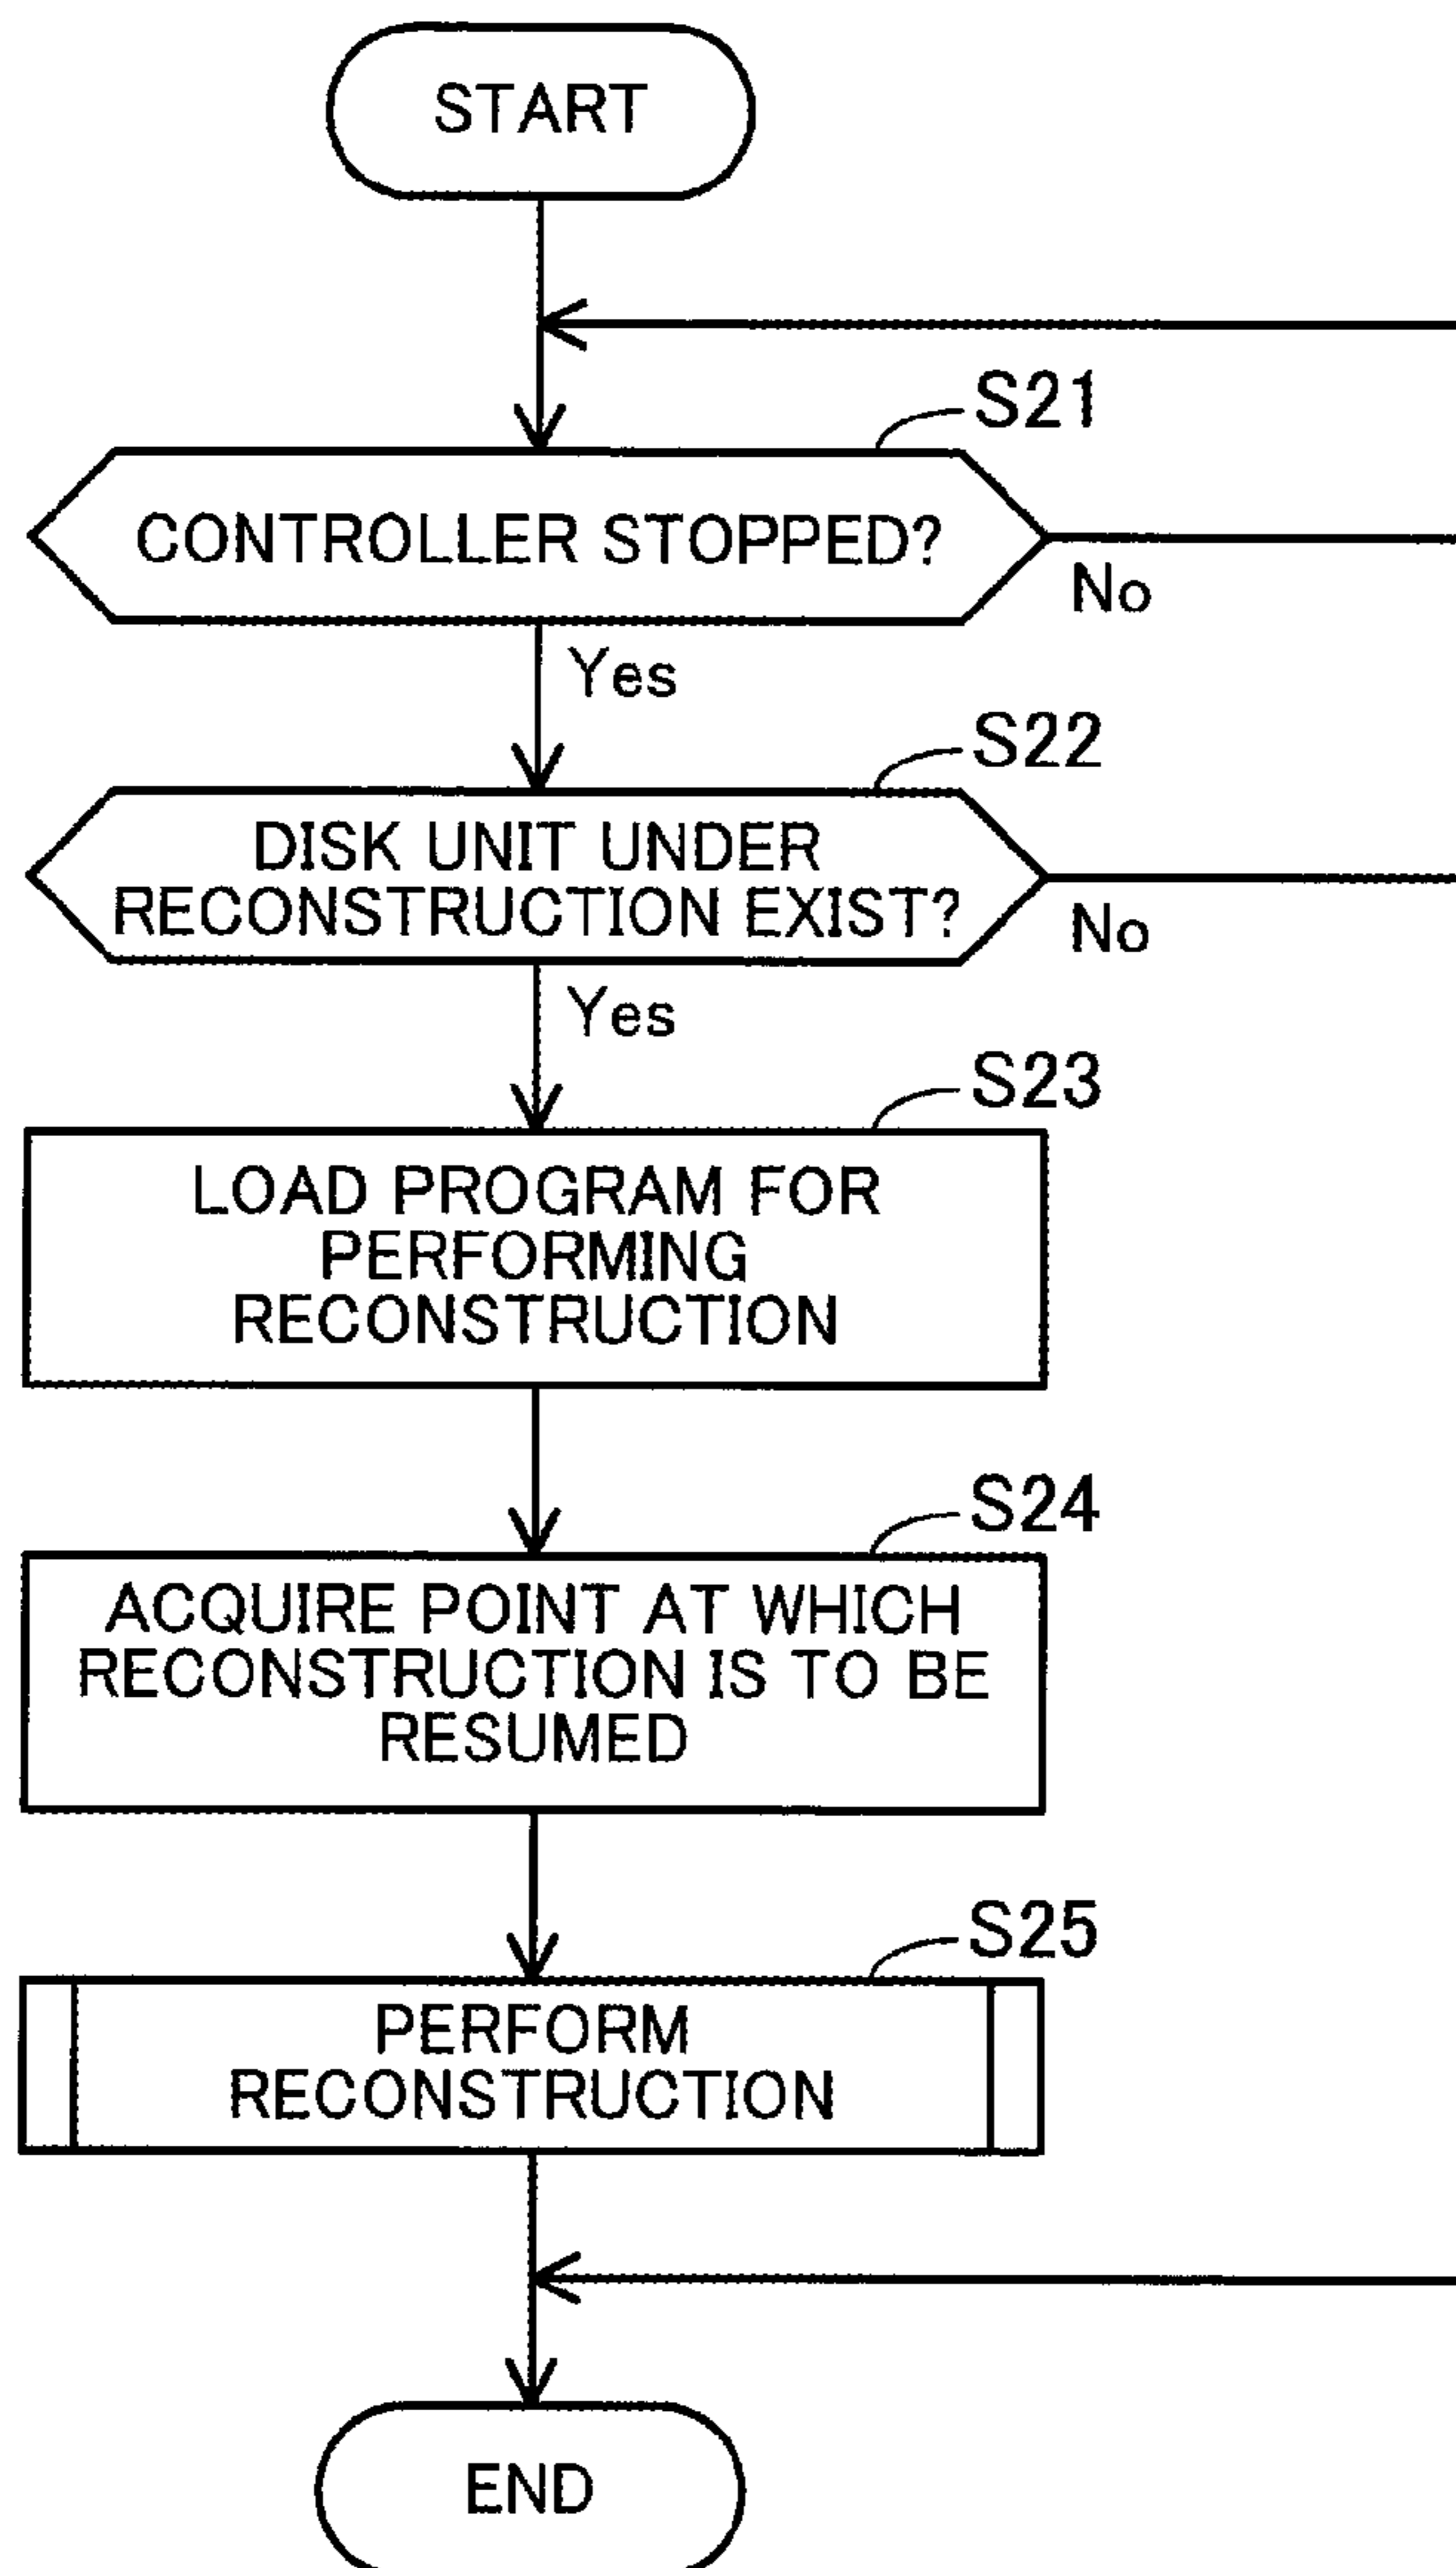 START
S21
CONTROLLER STOPPED?
No
Yes
S22
DISK UNIT UNDER
RECONSTRUCTION EXIST?
No
Yes
S23
LOAD PROGRAM FOR
PERFORMING
RECONSTRUCTION
S24
ACQUIRE POINT AT WHICH
RECONSTRUCTION IS TO BE
RESUMED
S25
PERFORM
RECONSTRUCTION
END